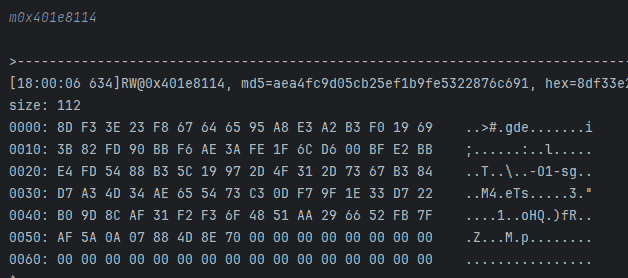 m0x401e8114
>-----------------------------------------------------------------------------
[18:00:06 634]RW@0x401e8114, md5=aea4fc9d05cb25ef1b9fe5322876c691, hex=8df33e2
size: 112
0000: 8D F3 3E 23 F8 67 64 65 95 A8 E3 A2 B3 F0 19 69    ..>#.gde.......i
0010: 3B 82 FD 90 BB F6 AE 3A FE 1F 6C D6 00 BF E2 BB    ;......:..l.....
0020: E4 FD 54 88 B3 5C 19 97 2D 4F 31 2D 73 67 B3 84    ..T..\..-O1-sg..
0030: D7 A3 4D 34 AE 65 54 73 C3 0D F7 9F 1E 33 D7 22    ..M4.eTs.....3."
0040: B0 9D 8C AF 31 F2 F3 6F 48 51 AA 29 66 52 FB 7F    ....1..oHQ.)fR..
0050: AF 5A 0A 07 88 4D 8E 70 00 00 00 00 00 00 00 00    .Z...M.p........
0060: 00 00 00 00 00 00 00 00 00 00 00 00 00 00 00 00    ................